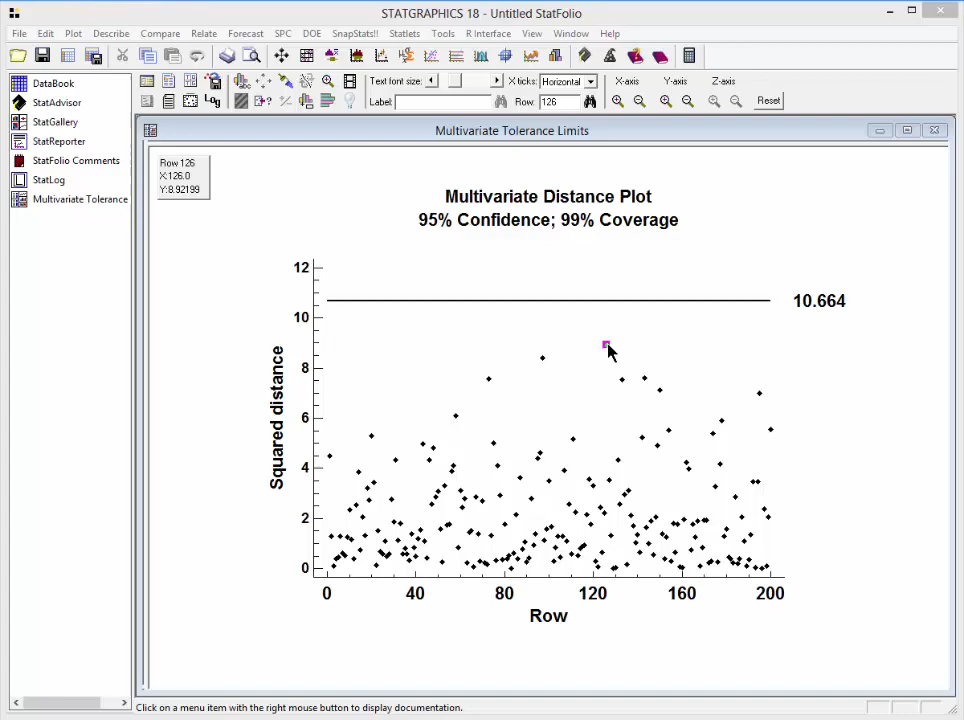 STATGRAPHICS 18 - Untitled StatFolio
File Edit Plot Describe Compare Relate Forecast SPC DOE SnapStats!! Statlets Tools R Interface View Window Help
Text font size: X ticks: Horizontal X-axis Y-axis Z-axis
Log Label: Row: 126 Reset
DataBook
StatAdvisor
StatGallery
StatReporter
StatFolio Comments
StatLog
Multivariate Tolerance
Multivariate Tolerance Limits
Row 126
X:126.0
Y:8.92199
Multivariate Distance Plot
95% Confidence; 99% Coverage
12
10.664
10
8
6
4
2
0
Squared distance
0 40 80 120 160 200
Row
Click on a menu item with the right mouse button to display documentation.